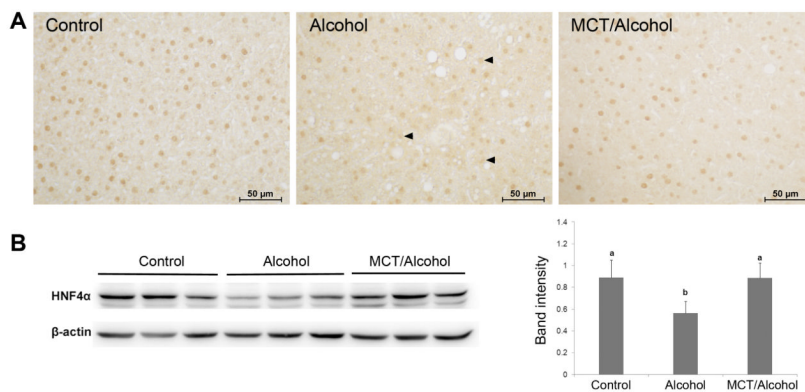 A
Control
Alcohol
MCT/Alcohol
50 µm
50 µm
50 µm
B
Control
Alcohol
MCT/Alcohol
HNF4α
β-actin
Band intensity
1.4
1.2
1
0.8
0.6
0.4
0.2
0
a
b
a
Control
Alcohol
MCT/Alcohol